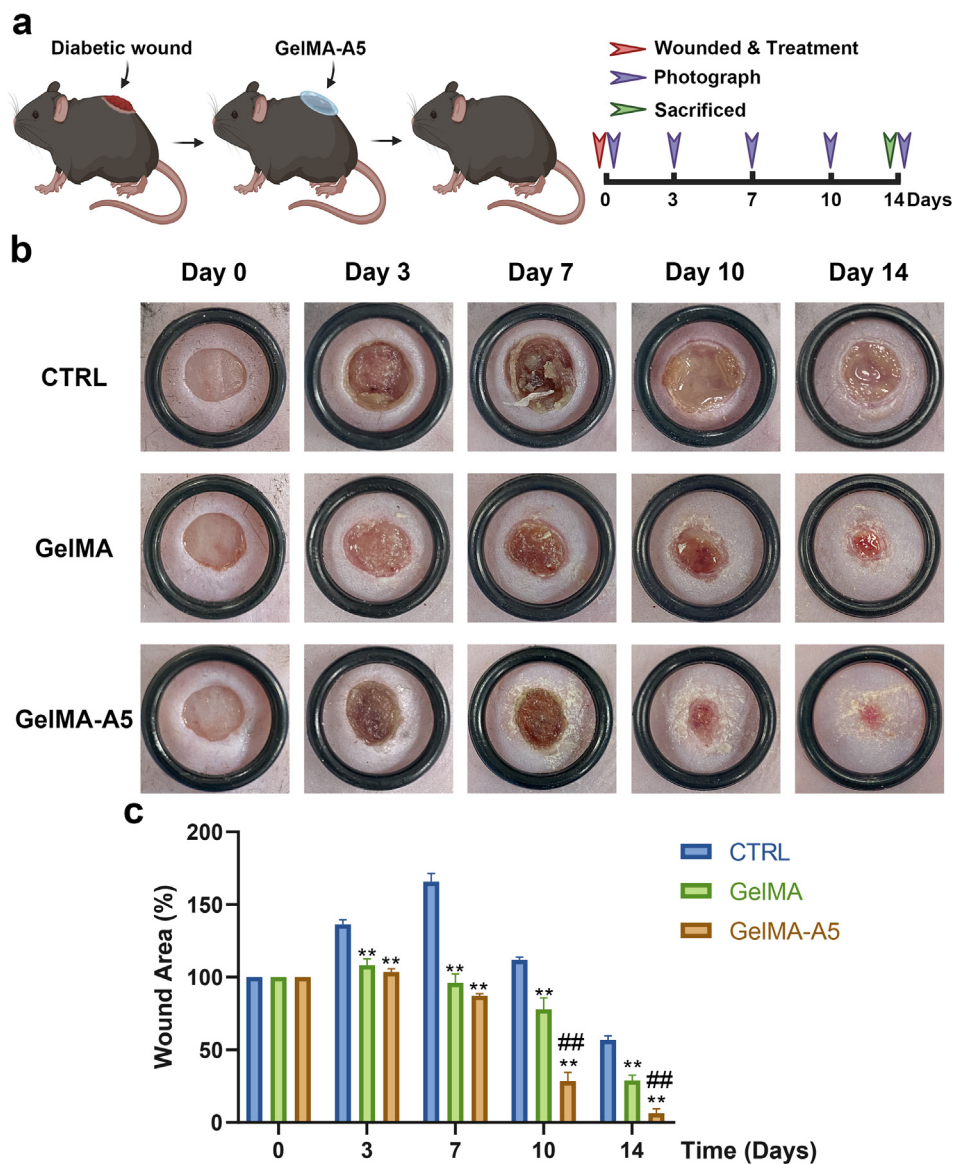 a
Diabetic wound
GelMA-A5
Wounded & Treatment
Photograph
Sacrificed
0 3 7 10 14 Days
b
Day 0 Day 3 Day 7 Day 10 Day 14
CTRL
GelMA
GelMA-A5
c
Wound Area (%)
200
150
100
50
0
** **
** **
** ## **
** ## **
CTRL
GelMA
GelMA-A5
0 3 7 10 14 Time (Days)